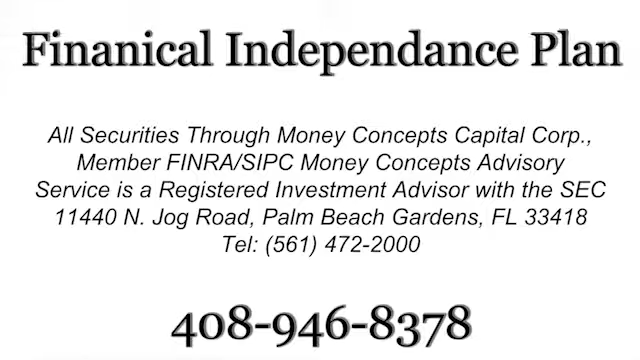 Finanical Independance Plan
All Securities Through Money Concepts Capital Corp.,
Member FINRA/SIPC Money Concepts Advisory
Service is a Registered Investment Advisor with the SEC
11440 N. Jog Road, Palm Beach Gardens, FL 33418
Tel: (561) 472-2000
408-946-8378